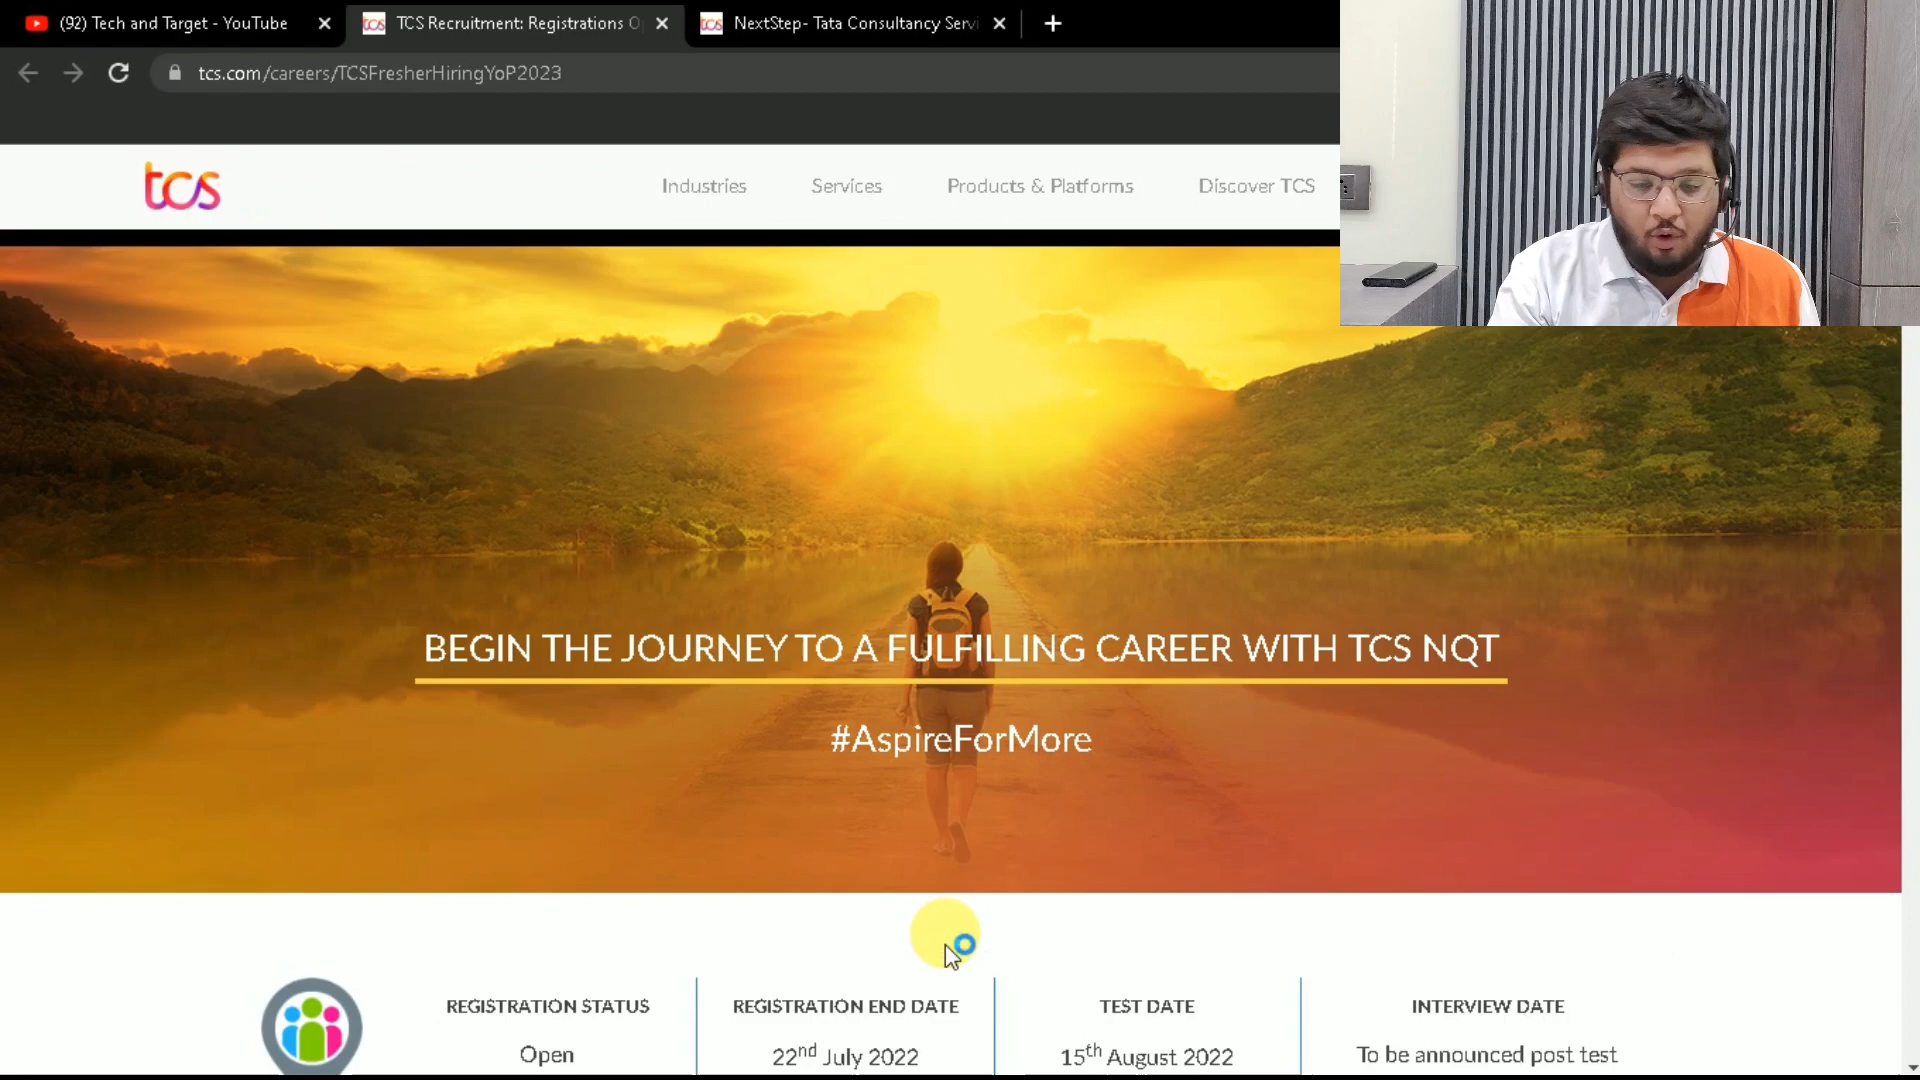 (92) Tech and Target - YouTube
TCS Recruitment: Registrations O
NextStep- Tata Consultancy Servi
tcs.com/careers/TCSFresherHiringYoP2023
tcs
Industries
Services
Products & Platforms
Discover TCS
BEGIN THE JOURNEY TO A FULFILLING CAREER WITH TCS NQT
#AspireForMore
REGISTRATION STATUS
Open
REGISTRATION END DATE
22nd July 2022
TEST DATE
15th August 2022
INTERVIEW DATE
To be announced post test